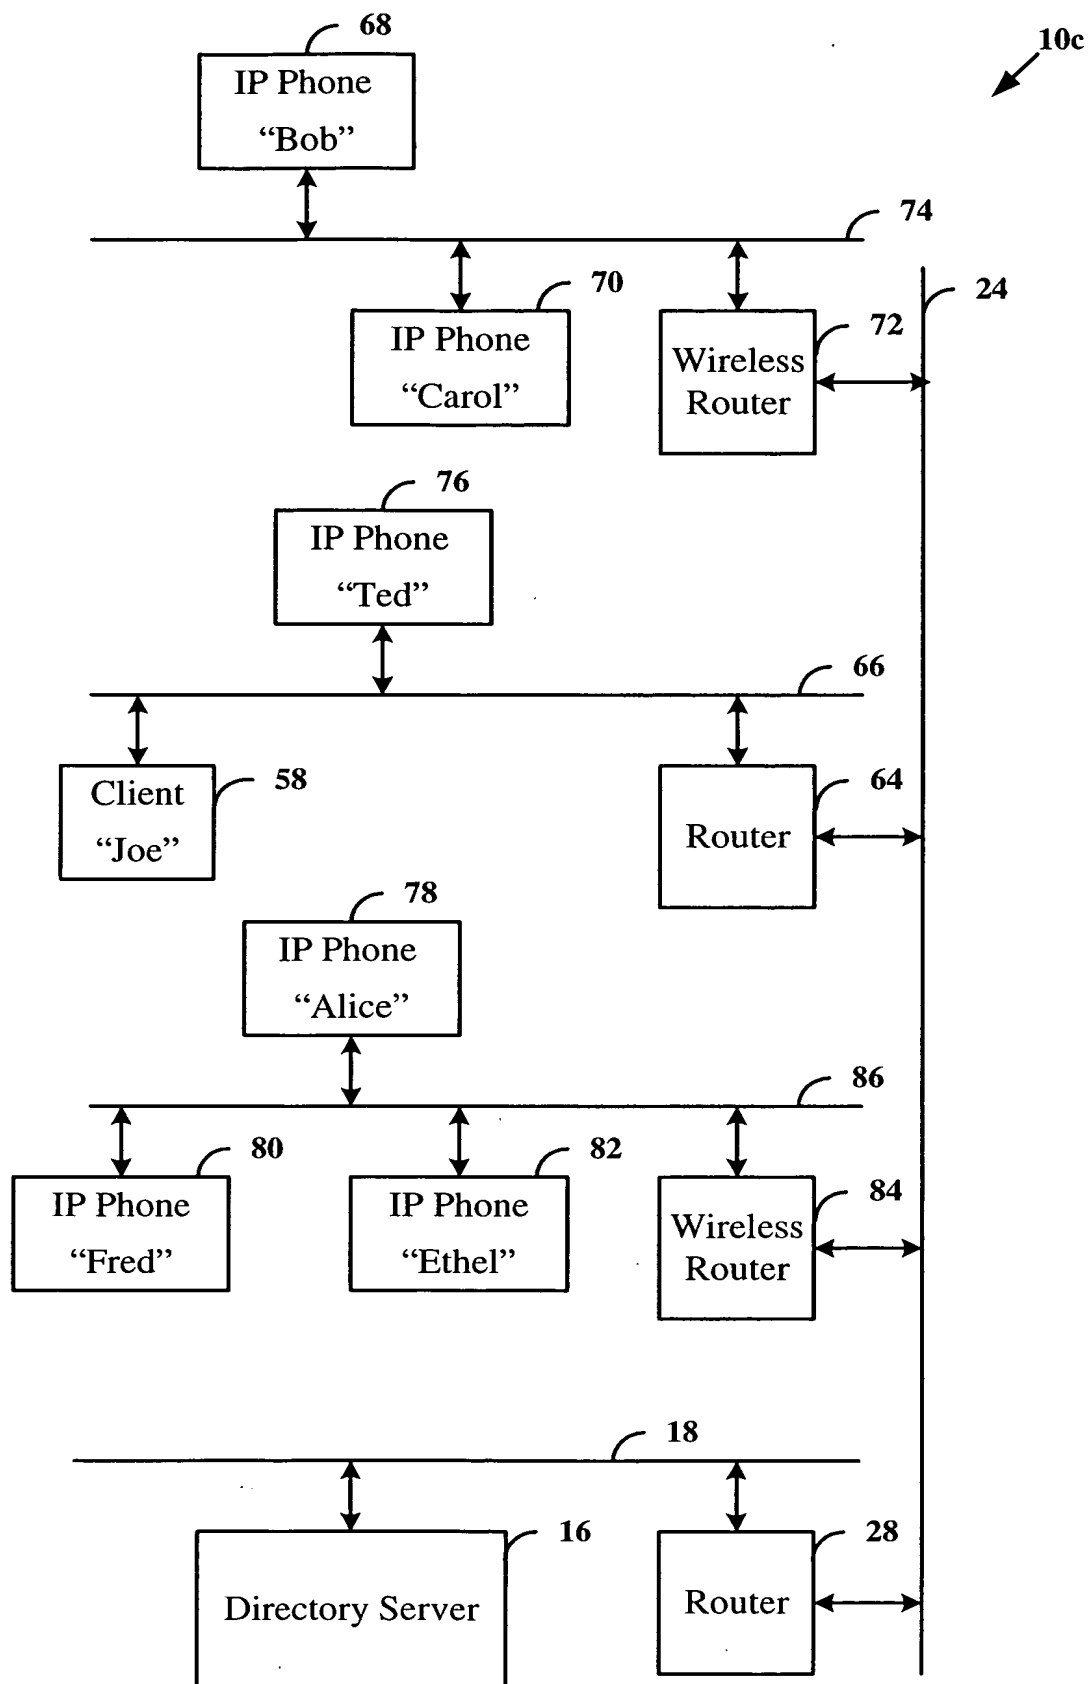 68
10c
IP Phone
“Bob”
74
70
24
72
IP Phone
“Carol”
Wireless
Router
76
IP Phone
“Ted”
66
58
64
Client
“Joe”
Router
78
IP Phone
“Alice”
86
80
82
84
IP Phone
“Fred”
IP Phone
“Ethel”
Wireless
Router
18
16
28
Directory Server
Router